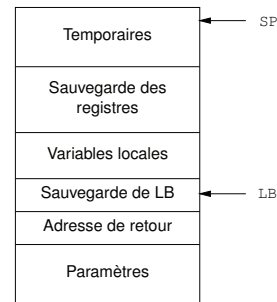 Temporaires
SP
Sauvegarde des
registres
Variables locales
Sauvegarde de LB
LB
Adresse de retour
Paramètres